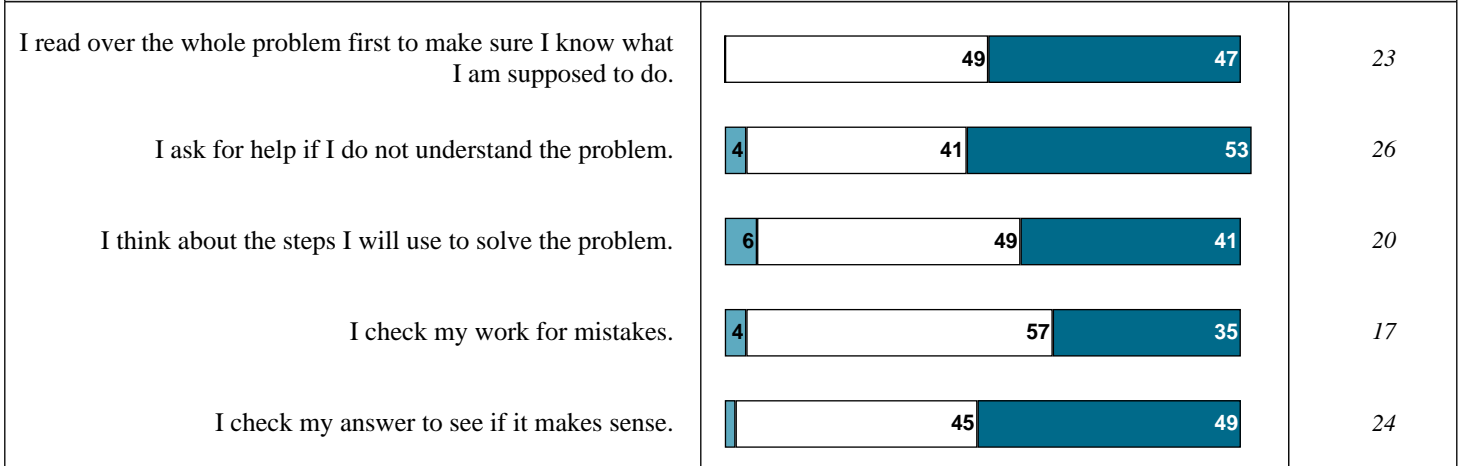 I read over the whole problem first to make sure I know what
I am supposed to do.
49 47 23
I ask for help if I do not understand the problem.
4 41 53 26
I think about the steps I will use to solve the problem.
6 49 41 20
I check my work for mistakes.
4 57 35 17
I check my answer to see if it makes sense.
45 49 24